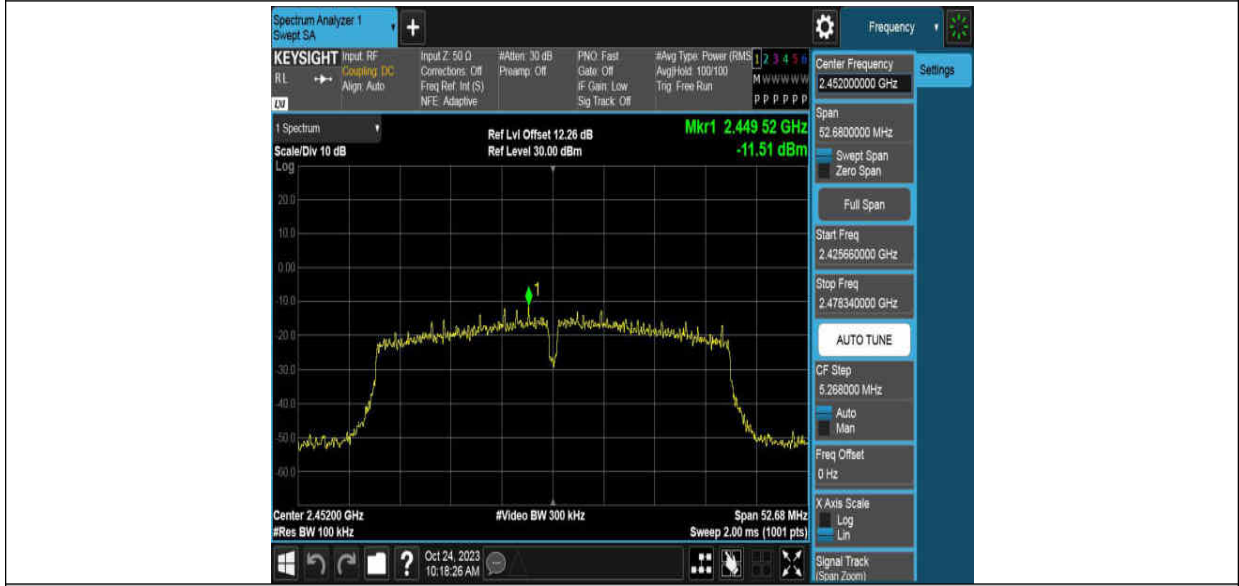 Spectrum Analyzer 1
Swept SA
+
Frequency
KEYSIGHT
RL
LV
Input: RF
Coupling: DC
Align: Auto
Input Z: 50 Ω
Corrections: Off
Freq Ref: Int (S)
NFE: Adaptive
#Atten: 30 dB
Preamp: Off
PNO: Fast
Gate: Off
IF Gain: Low
Sig Track: Off
#Avg Type: Power (RMS
Avg|Hold: 100/100
Trig: Free Run
1 2 3 4 5 6
M W W W W W
P P P P P P
Center Frequency
2.452000000 GHz
Settings
Span
52.6800000 MHz
Swept Span
Zero Span
Full Span
Start Freq
2.425660000 GHz
Stop Freq
2.478340000 GHz
AUTO TUNE
CF Step
5.268000 MHz
Auto
Man
Freq Offset
0 Hz
X Axis Scale
Log
Lin
Signal Track
(Span Zoom)
1 Spectrum
Scale/Div 10 dB
Log
Ref Lvl Offset 12.26 dB
Ref Level 30.00 dBm
Mkr1 2.449 52 GHz
-11.51 dBm
20.0
10.0
0.00
-10.0
-20.0
-30.0
-40.0
-50.0
-60.0
1
Center 2.45200 GHz
#Res BW 100 kHz
#Video BW 300 kHz
Span 52.68 MHz
Sweep 2.00 ms (1001 pts)
?
Oct 24, 2023
10:18:26 AM